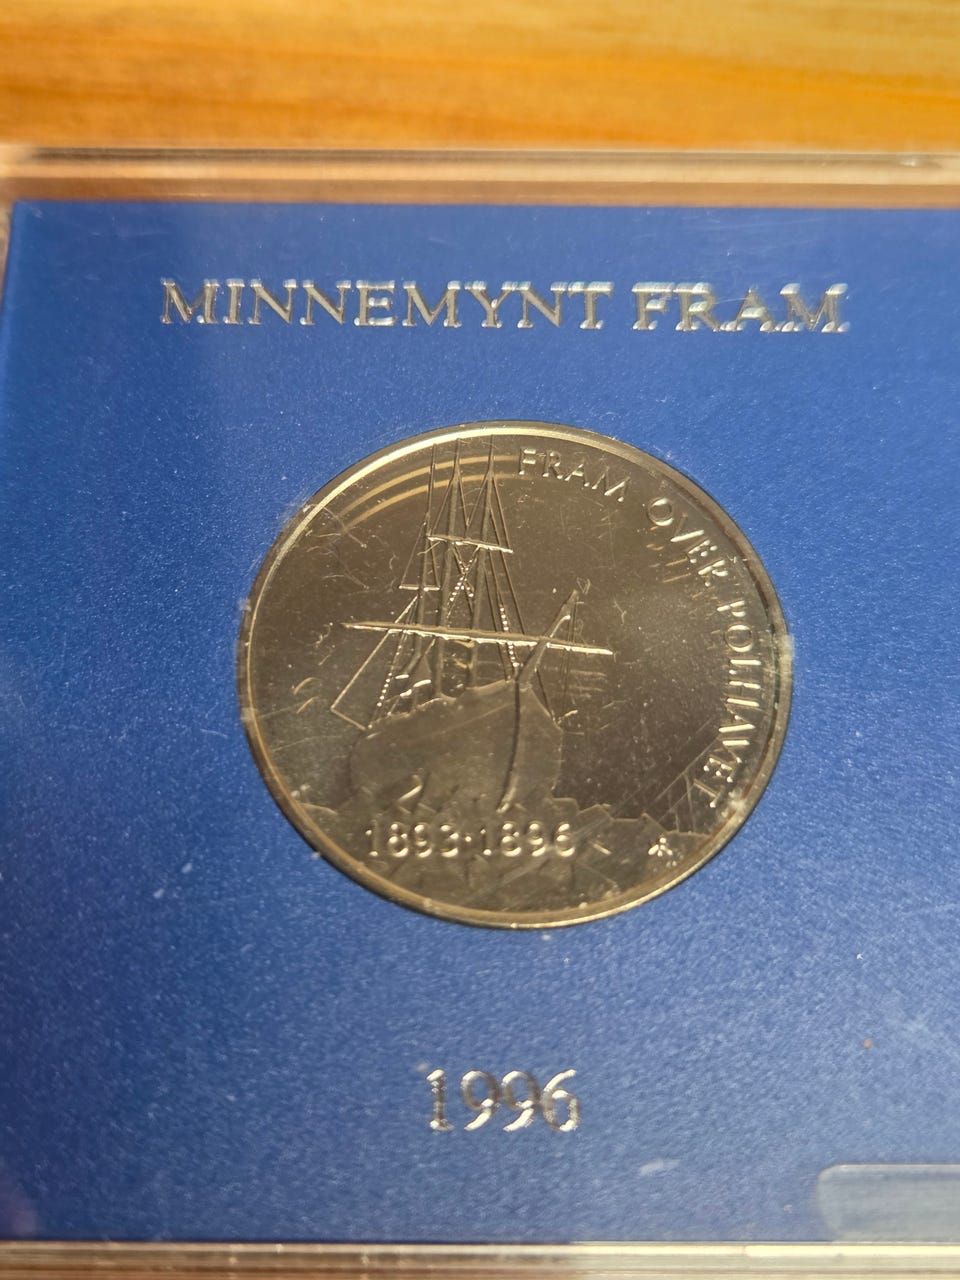 MINNEMYNT FRAM
FRAM OVER POLHAVET
1893·1896
1996